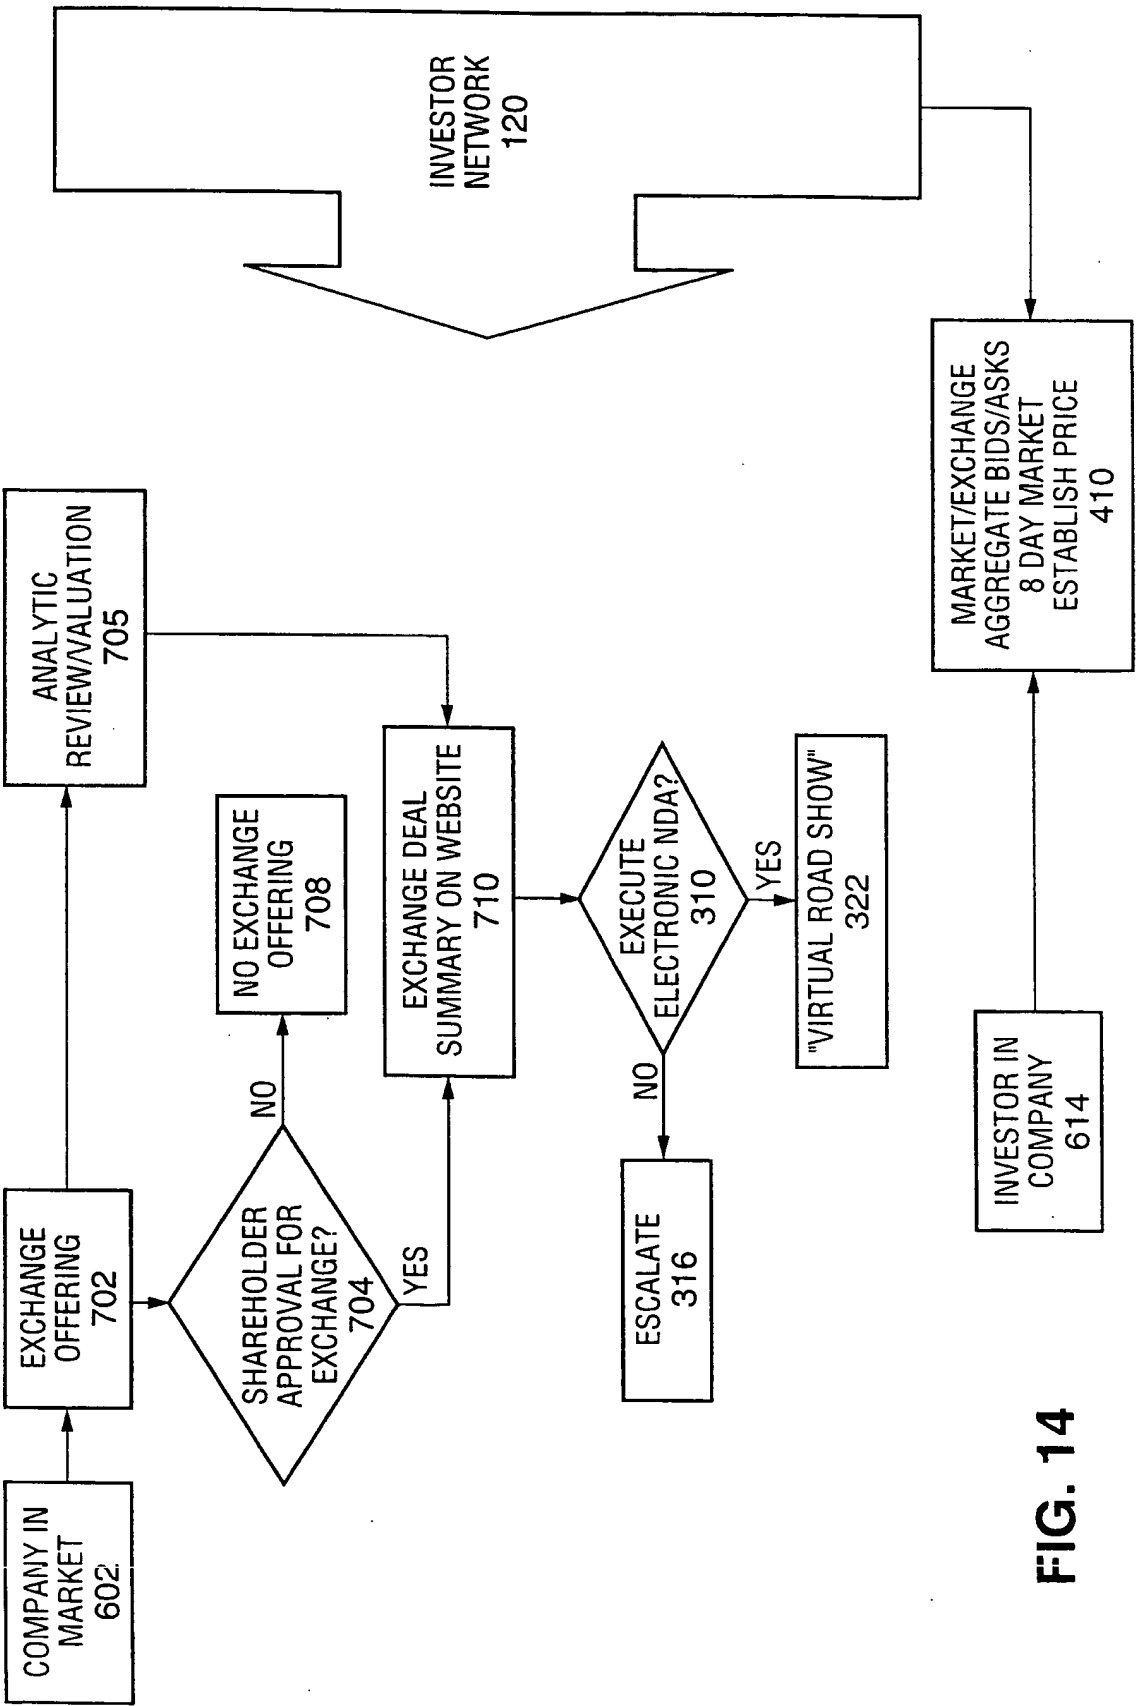 COMPANY IN
MARKET
602
EXCHANGE
OFFERING
702
ANALYTIC
REVIEW/VALUATION
705
SHAREHOLDER
APPROVAL FOR
EXCHANGE?
704
NO
YES
NO EXCHANGE
OFFERING
708
EXCHANGE DEAL
SUMMARY ON WEBSITE
710
INVESTOR
NETWORK
120
EXECUTE
ELECTRONIC NDA?
310
NO
YES
ESCALATE
316
"VIRTUAL ROAD SHOW"
322
INVESTOR IN
COMPANY
614
MARKET/EXCHANGE
AGGREGATE BIDS/ASKS
8 DAY MARKET
ESTABLISH PRICE
410
FIG. 14